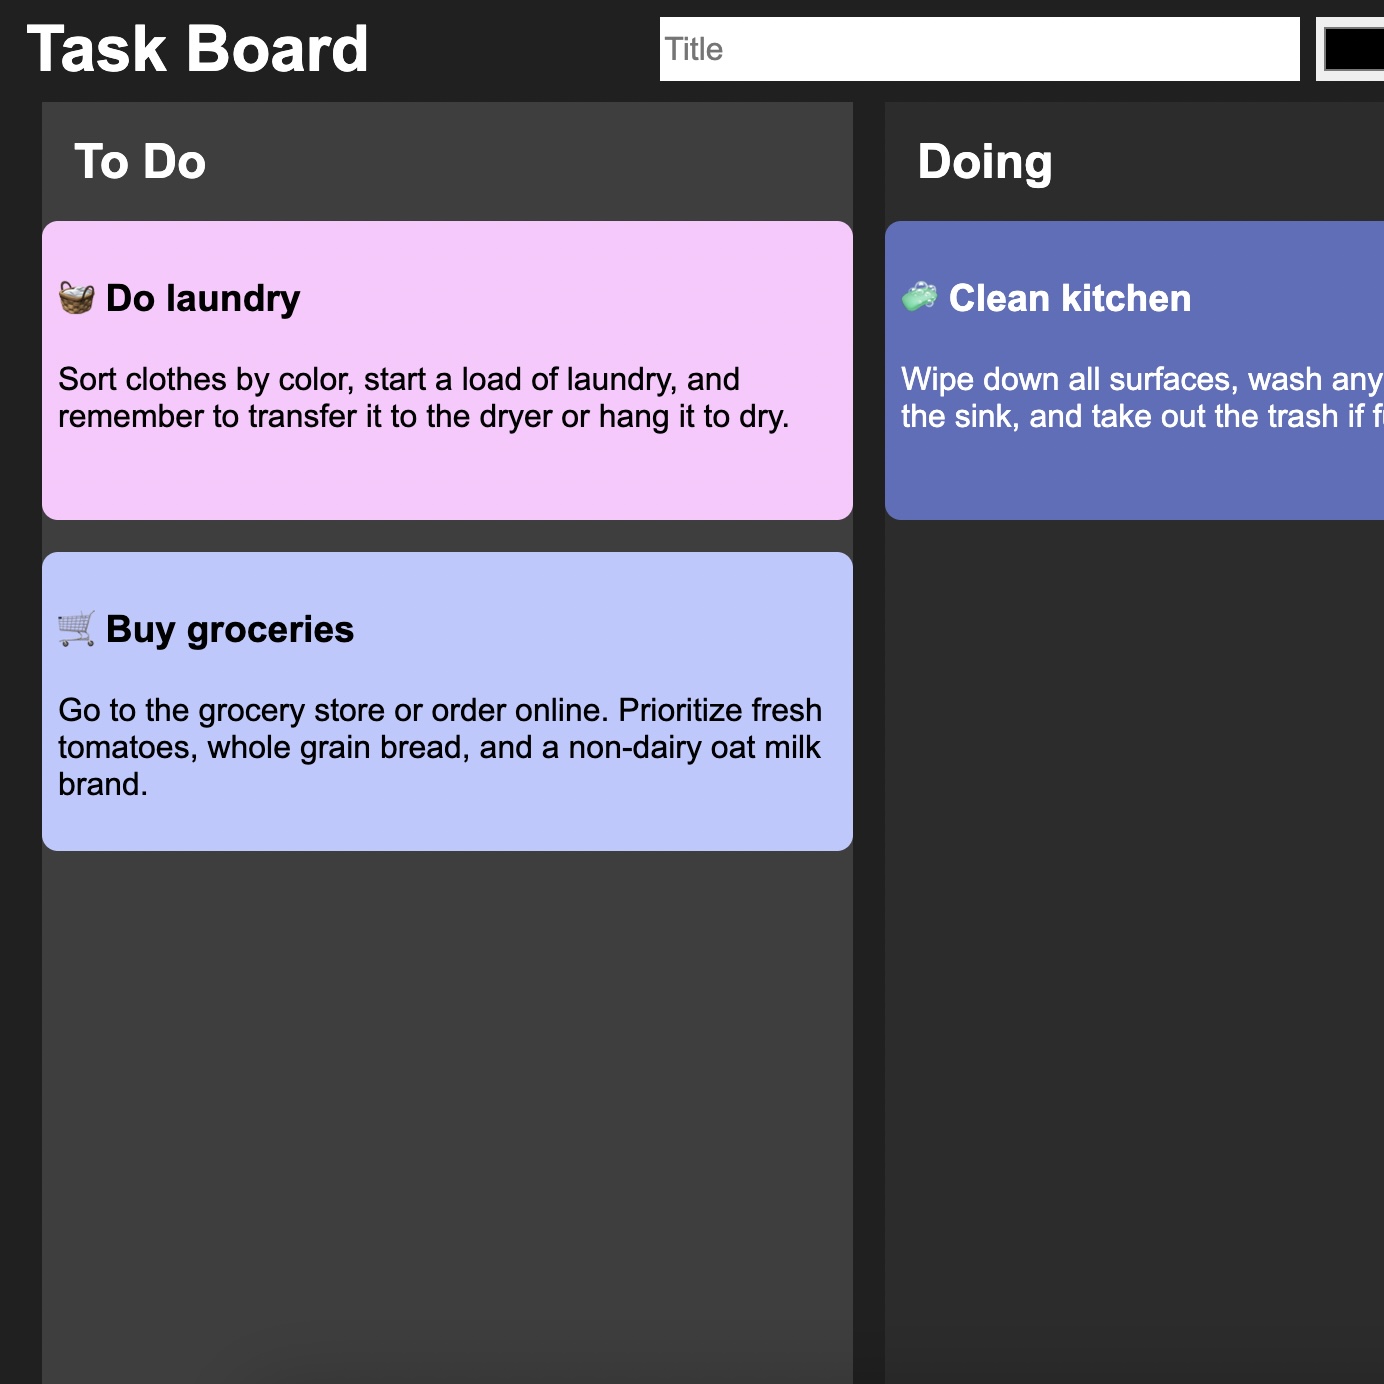 Task Board
Title
To Do
Doing
🧺 Do laundry
Sort clothes by color, start a load of laundry, and
remember to transfer it to the dryer or hang it to dry.
🛒 Buy groceries
Go to the grocery store or order online. Prioritize fresh
tomatoes, whole grain bread, and a non-dairy oat milk
brand.
🧼 Clean kitchen
Wipe down all surfaces, wash any
the sink, and take out the trash if